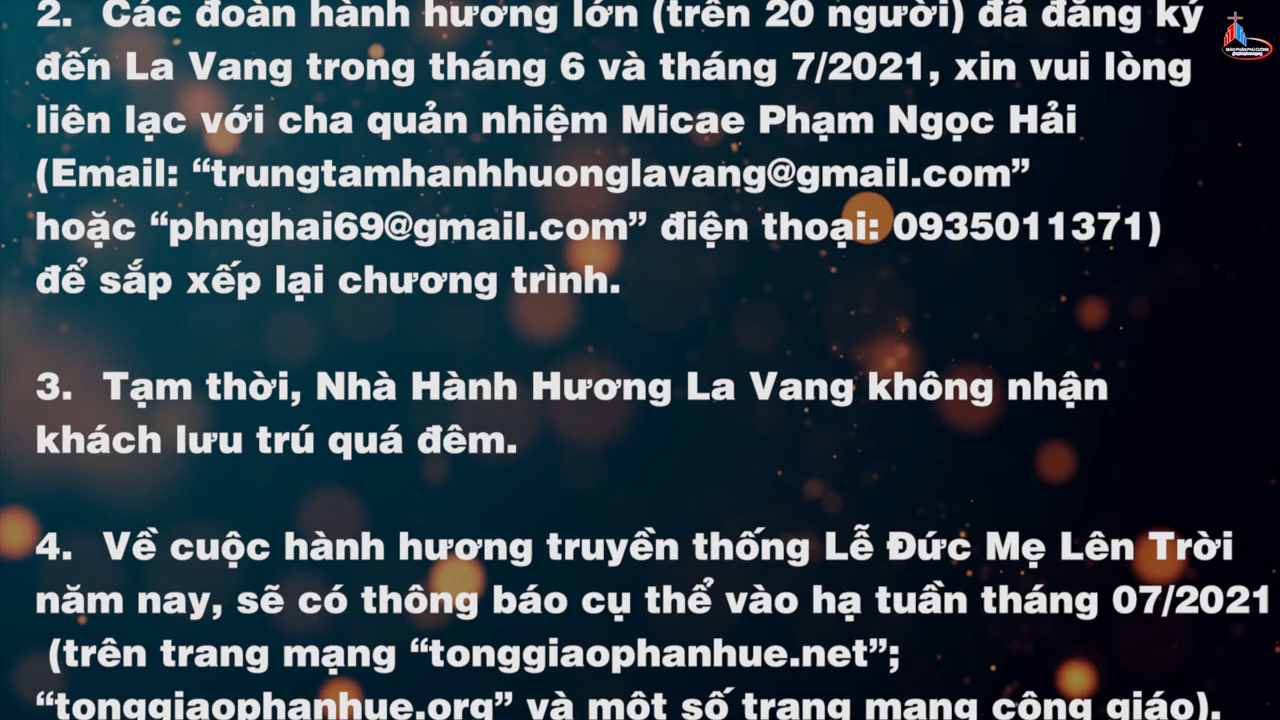 2. Các đoàn hành hương lớn (trên 20 người) đã đăng ký
đến La Vang trong tháng 6 và tháng 7/2021, xin vui lòng
liên lạc với cha quản nhiệm Micae Phạm Ngọc Hải
(Email: “trungtamhanhhuonglavang@gmail.com”
hoặc “phnghai69@gmail.com” điện thoại: 0935011371)
để sắp xếp lại chương trình.
3. Tạm thời, Nhà Hành Hương La Vang không nhận
khách lưu trú quá đêm.
4. Về cuộc hành hương truyền thống Lễ Đức Mẹ Lên Trời
năm nay, sẽ có thông báo cụ thể vào hạ tuần tháng 07/2021
(trên trang mạng “tonggiaophanhue.net”;
“tonggiaophanhue.org” và một số trang mạng công giáo).
GIÁO PHẬN PHÚ CƯỜNG